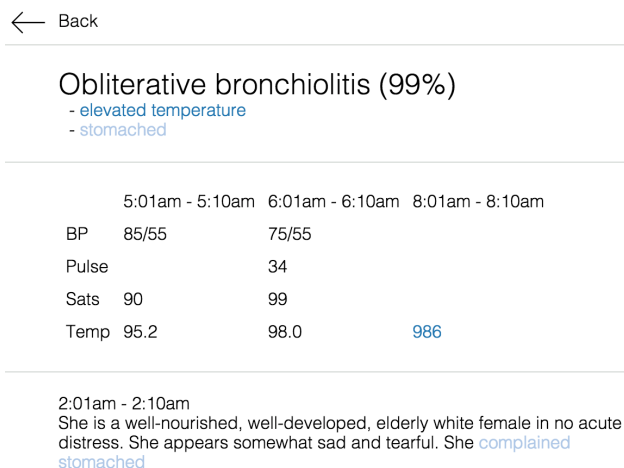 Back
Obliterative bronchiolitis (99%)
- elevated temperature
- stomached
5:01am - 5:10am 6:01am - 6:10am 8:01am - 8:10am
BP 85/55 75/55
Pulse 34
Sats 90 99
Temp 95.2 98.0 986
2:01am - 2:10am
She is a well-nourished, well-developed, elderly white female in no acute
distress. She appears somewhat sad and tearful. She complained
stomached